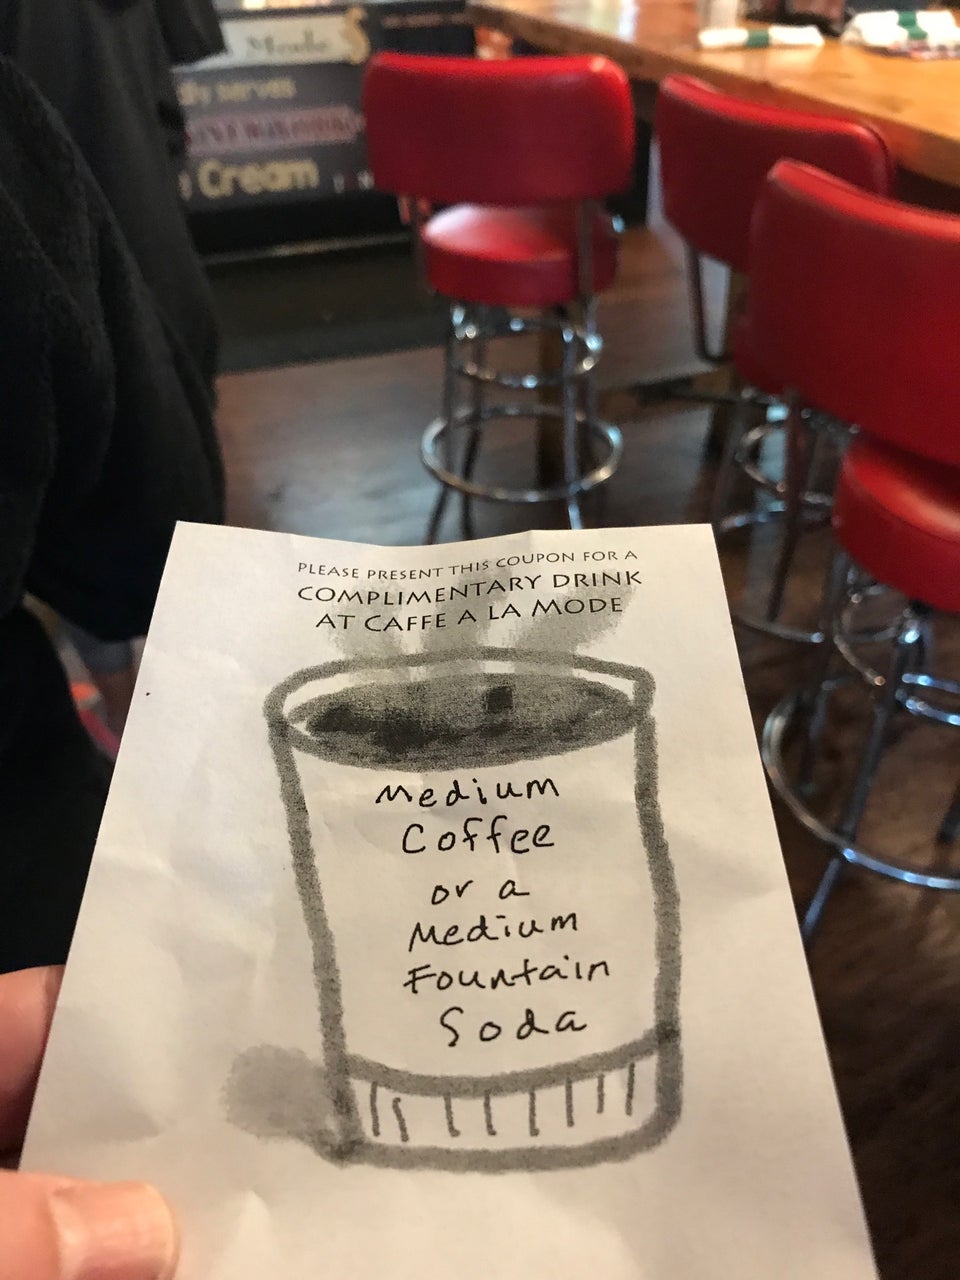 Mode
serves
Cream
PLEASE PRESENT THIS COUPON FOR A
COMPLIMENTARY DRINK
AT CAFFE A LA MODE
Medium
Coffee
or a
Medium
Fountain
Soda